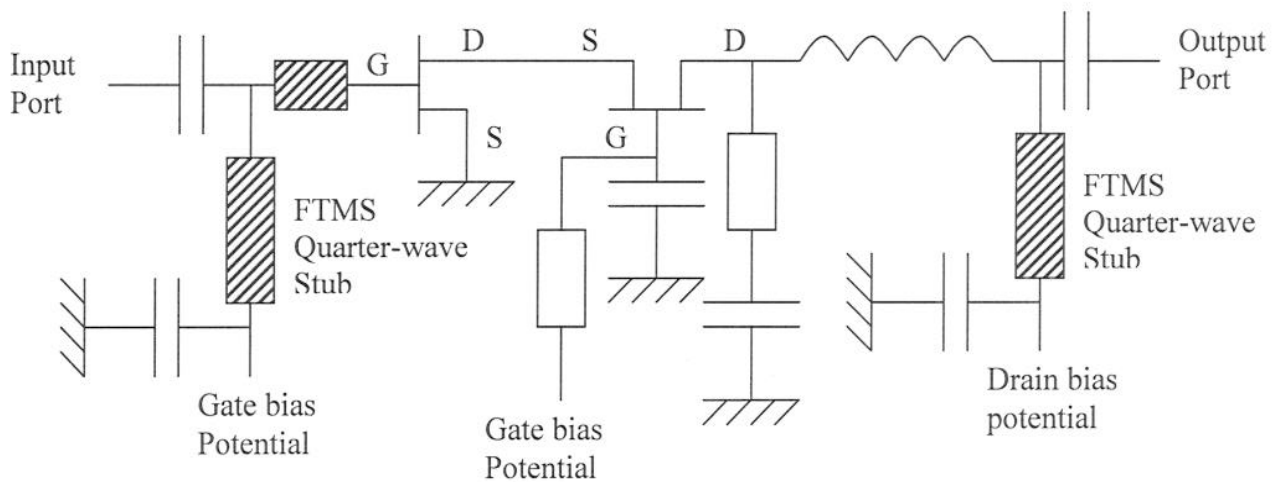 Input
Port
G
D
S
S
G
D
Output
Port
FTMS
Quarter-wave
Stub
FTMS
Quarter-wave
Stub
Gate bias
Potential
Gate bias
Potential
Drain bias
potential